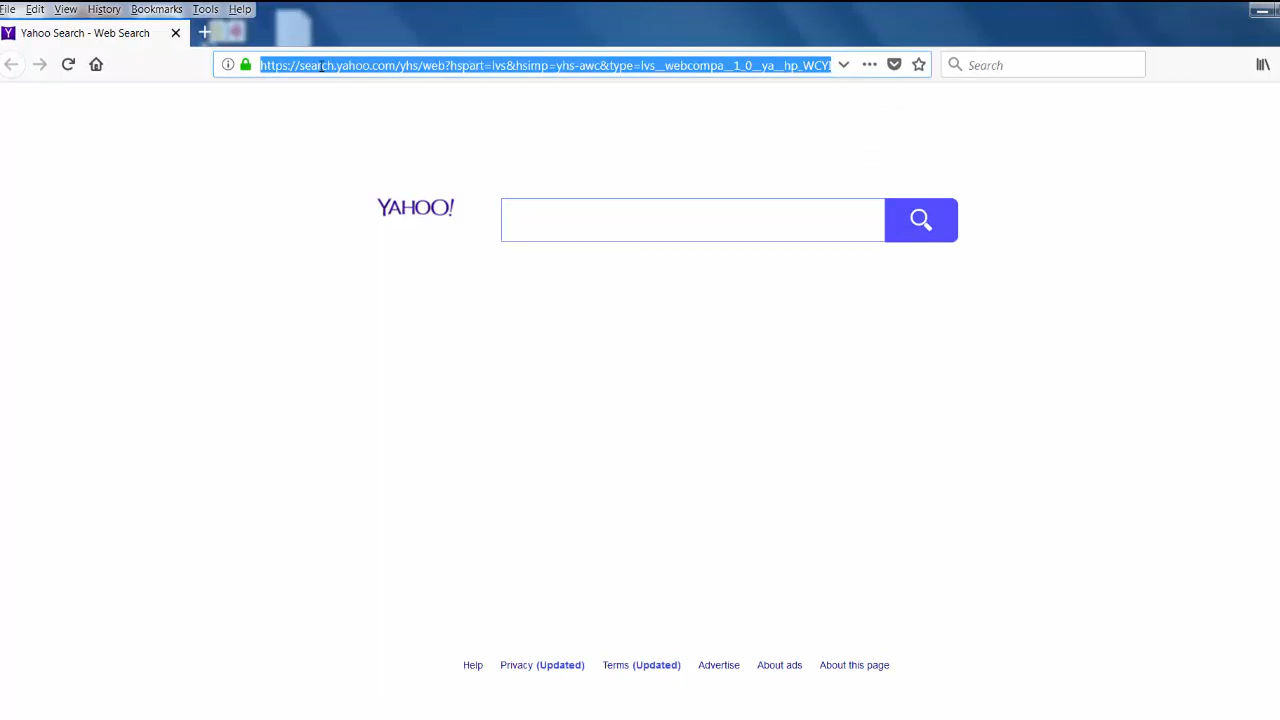 File Edit View History Bookmarks Tools Help
Yahoo Search - Web Search
https://search.yahoo.com/yhs/web?hspart=lvs&hsimp=yhs-awc&type=lvs__webcompa__1_0__ya__hp_WCY
Search
YAHOO!
Help Privacy (Updated) Terms (Updated) Advertise About ads About this page